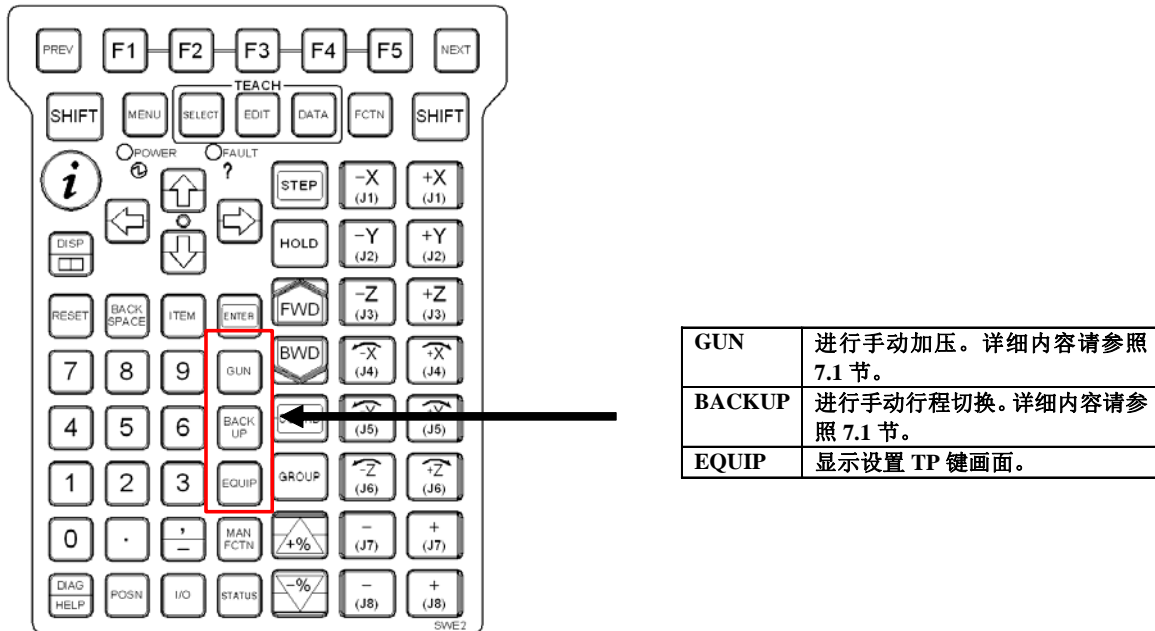 PREV F1 F2 F3 F4 F5 NEXT
TEACH
SHIFT MENU SELECT EDIT DATA FCTN SHIFT
POWER FAULT
i ?
STEP -X +X
(J1) (J1)
DISP HOLD -Y +Y
(J2) (J2)
RESET BACK SPACE ITEM ENTER FWD -Z +Z
(J3) (J3)
7 8 9 GUN BWD -X +X
(J4) (J4)
4 5 6 BACK UP
(J5) (J5)
1 2 3 EQUIP GROUP -Z +Z
(J6) (J6)
0 . , - MAN FCTN +% - +
(J7) (J7)
DIAG HELP POSN I/O STATUS -% - +
(J8) (J8)
SWE2
GUN 进行手动加压。详细内容请参照
7.1 节。
BACKUP 进行手动行程切换。详细内容请参
照 7.1 节。
EQUIP 显示设置 TP 键画面。